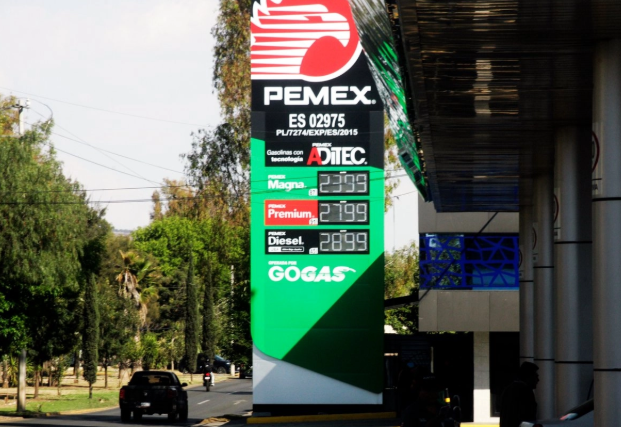 PEMEX®
ES 02975
PL/7274/EXP/ES/2015
Gasolinas con tecnología
PEMEX ADITEC.
PEMEX Magna. 23.99
PEMEX Premium. 27.99
PEMEX Diesel. 28.99
GOGAS